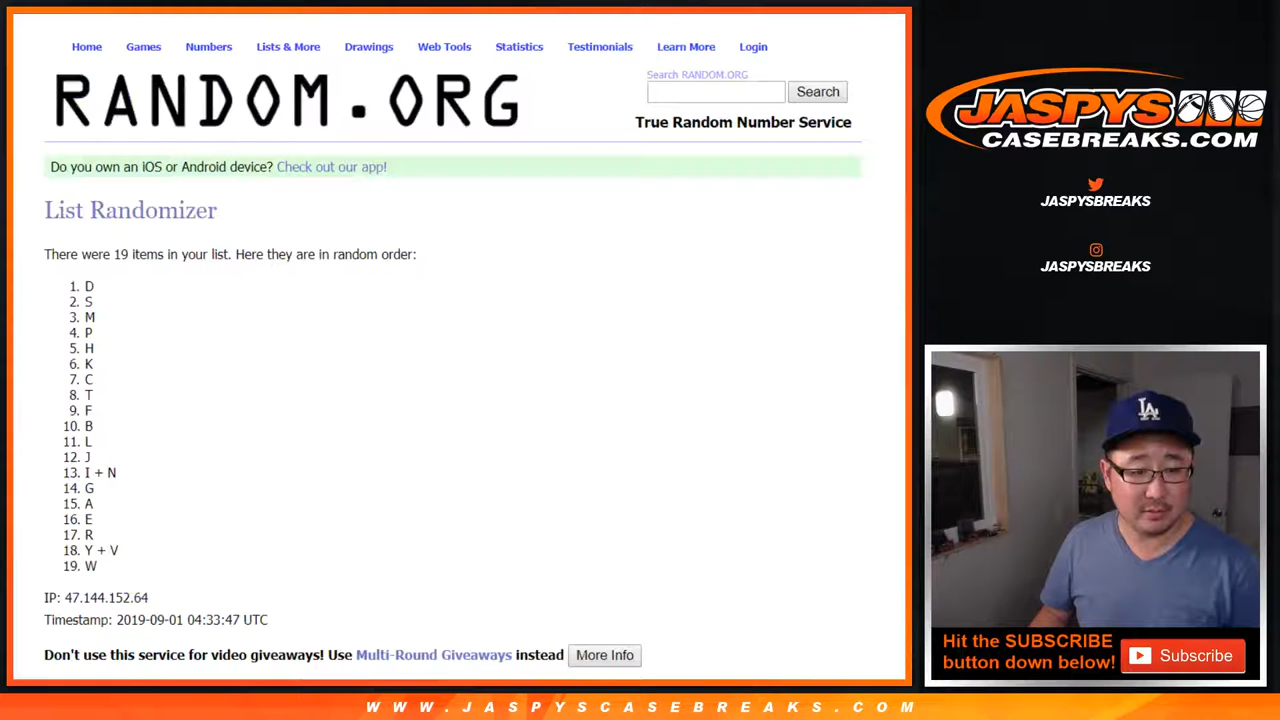 Home Games Numbers Lists & More Drawings Web Tools Statistics Testimonials Learn More Login
RANDOM.ORG
Search RANDOM.ORG
Search
True Random Number Service
Do you own an iOS or Android device? Check out our app!
List Randomizer
There were 19 items in your list. Here they are in random order:
1. D
2. S
3. M
4. P
5. H
6. K
7. C
8. T
9. F
10. B
11. L
12. J
13. I + N
14. G
15. A
16. E
17. R
18. Y + V
19. W
IP: 47.144.152.64
Timestamp: 2019-09-01 04:33:47 UTC
Don't use this service for video giveaways! Use Multi-Round Giveaways instead More Info
JASPYS
CASEBREAKS.COM
JASPYSBREAKS
JASPYSBREAKS
LA
Hit the SUBSCRIBE
button down below!
Subscribe
WWW.JASPYSCASEBREAKS.COM